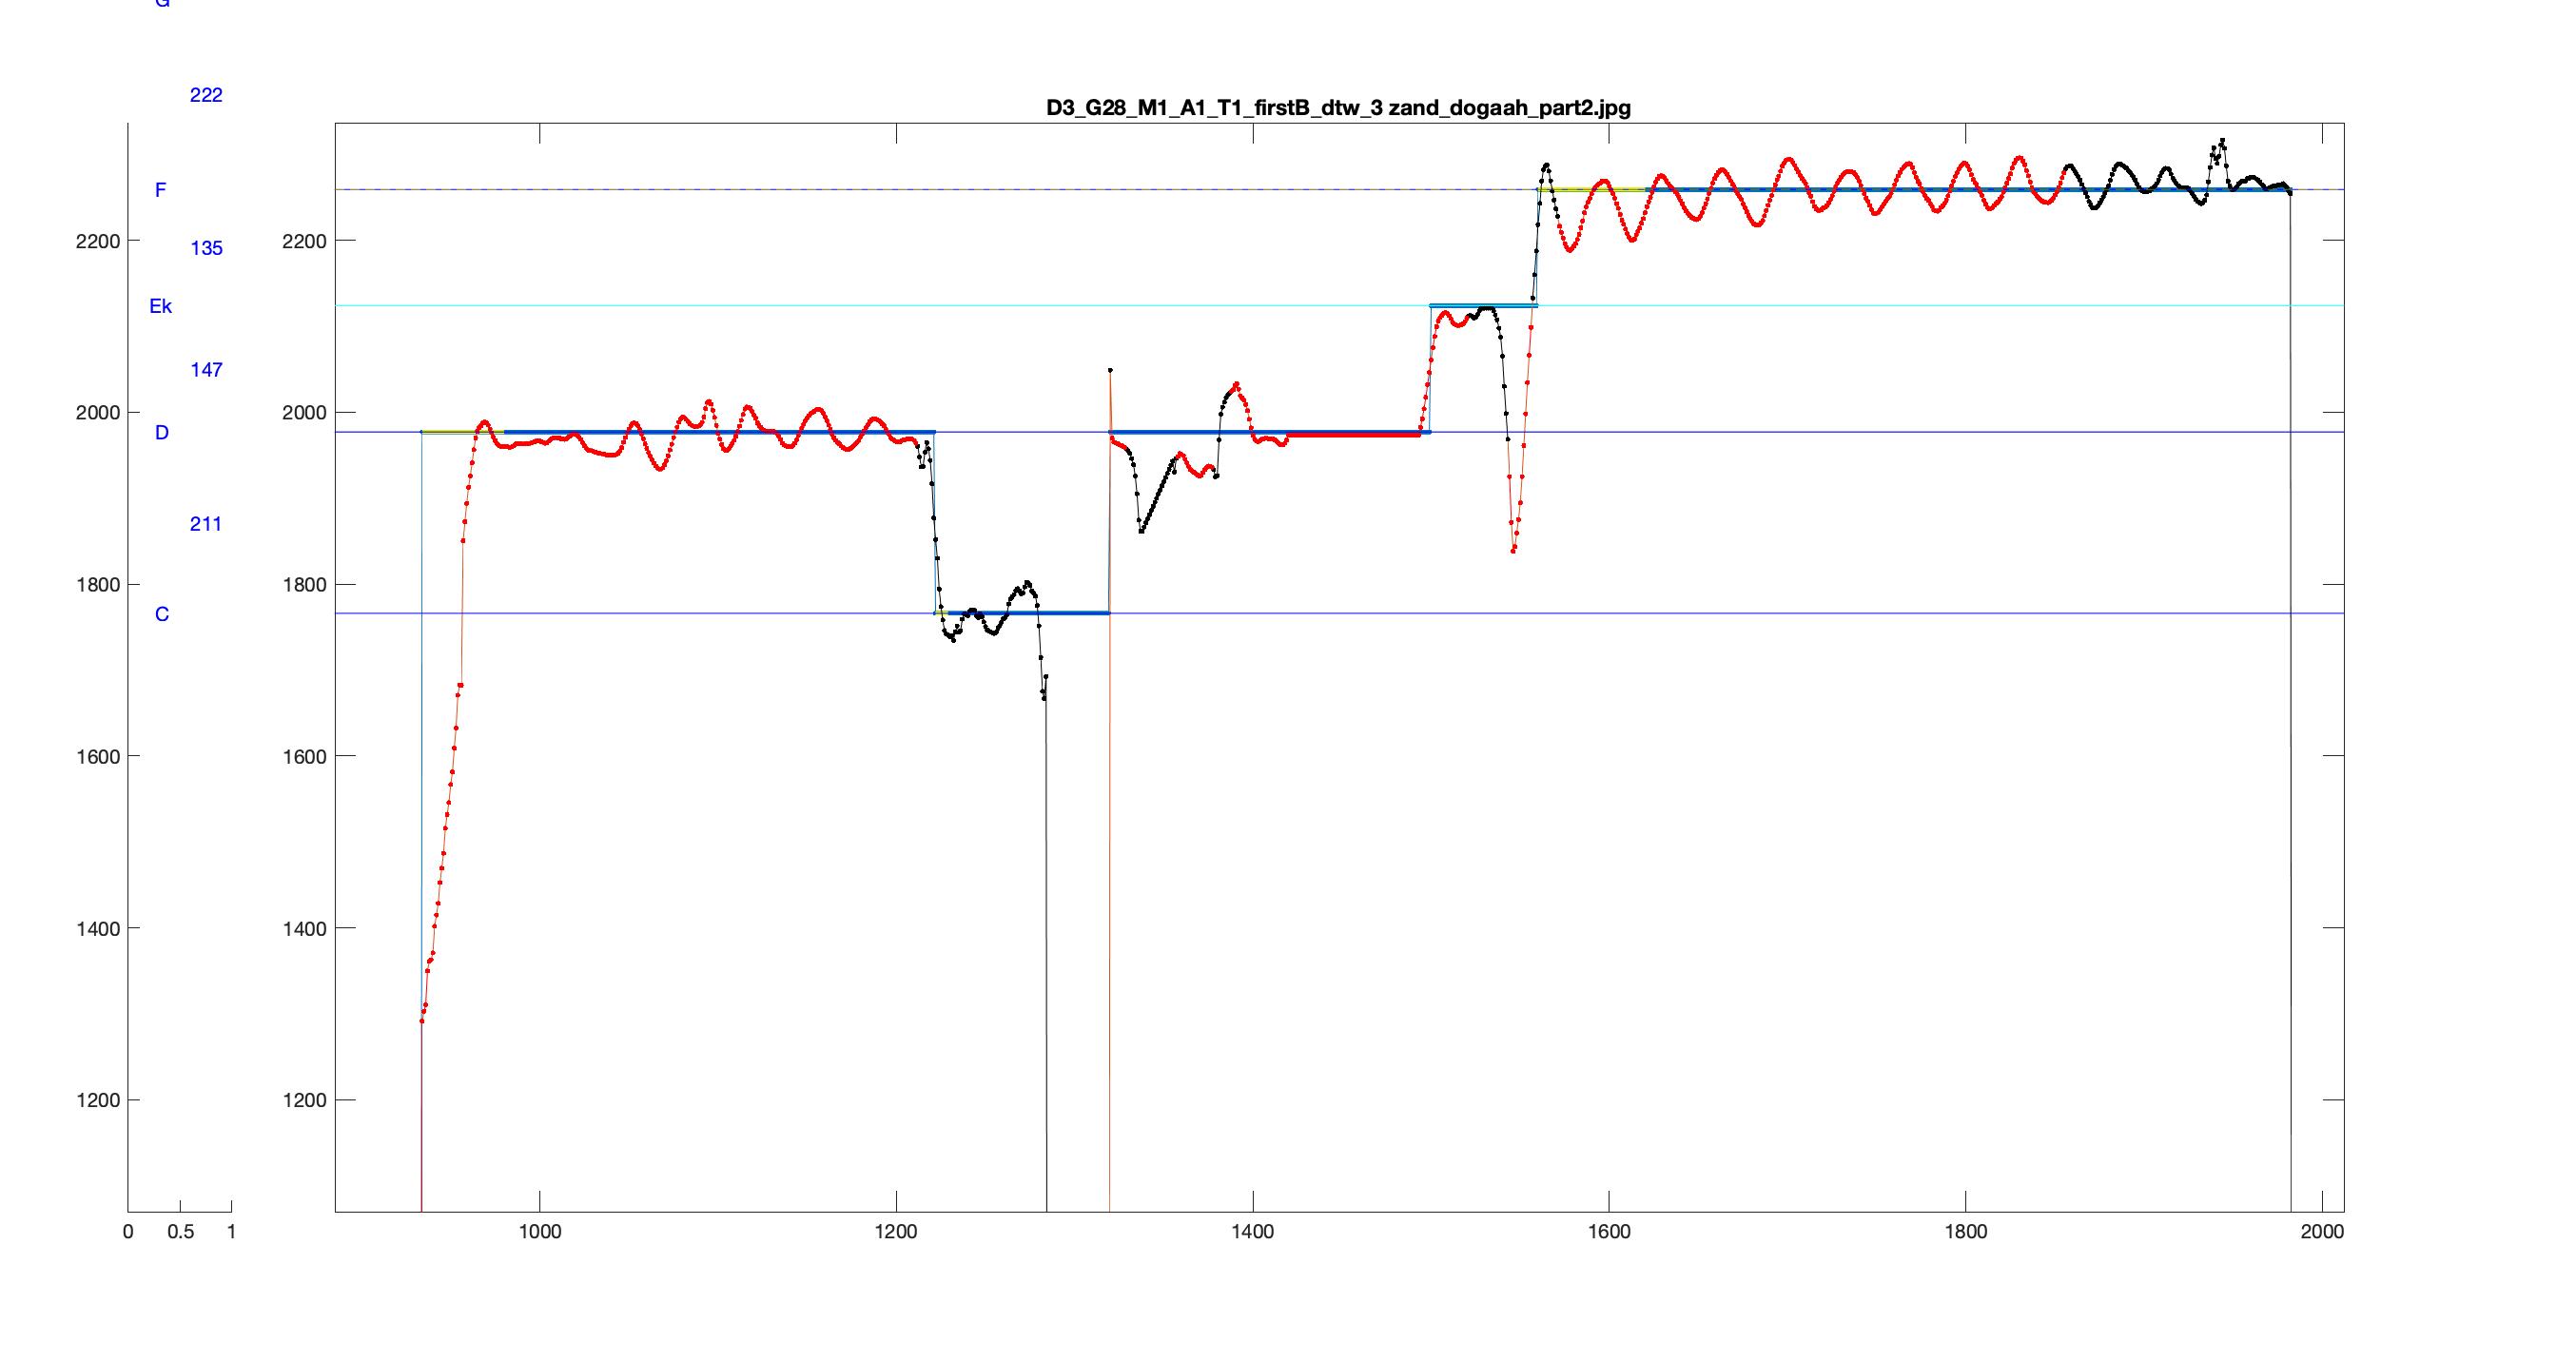 G
222
D3_G28_M1_A1_T1_firstB_dtw_3 zand_dogaah_part2.jpg
F
2200 135 2200
Ek
147
2000 2000
D
211
1800 1800
C
1600 1600
1400 1400
1200 1200
0 0.5 1 1000 1200 1400 1600 1800 2000